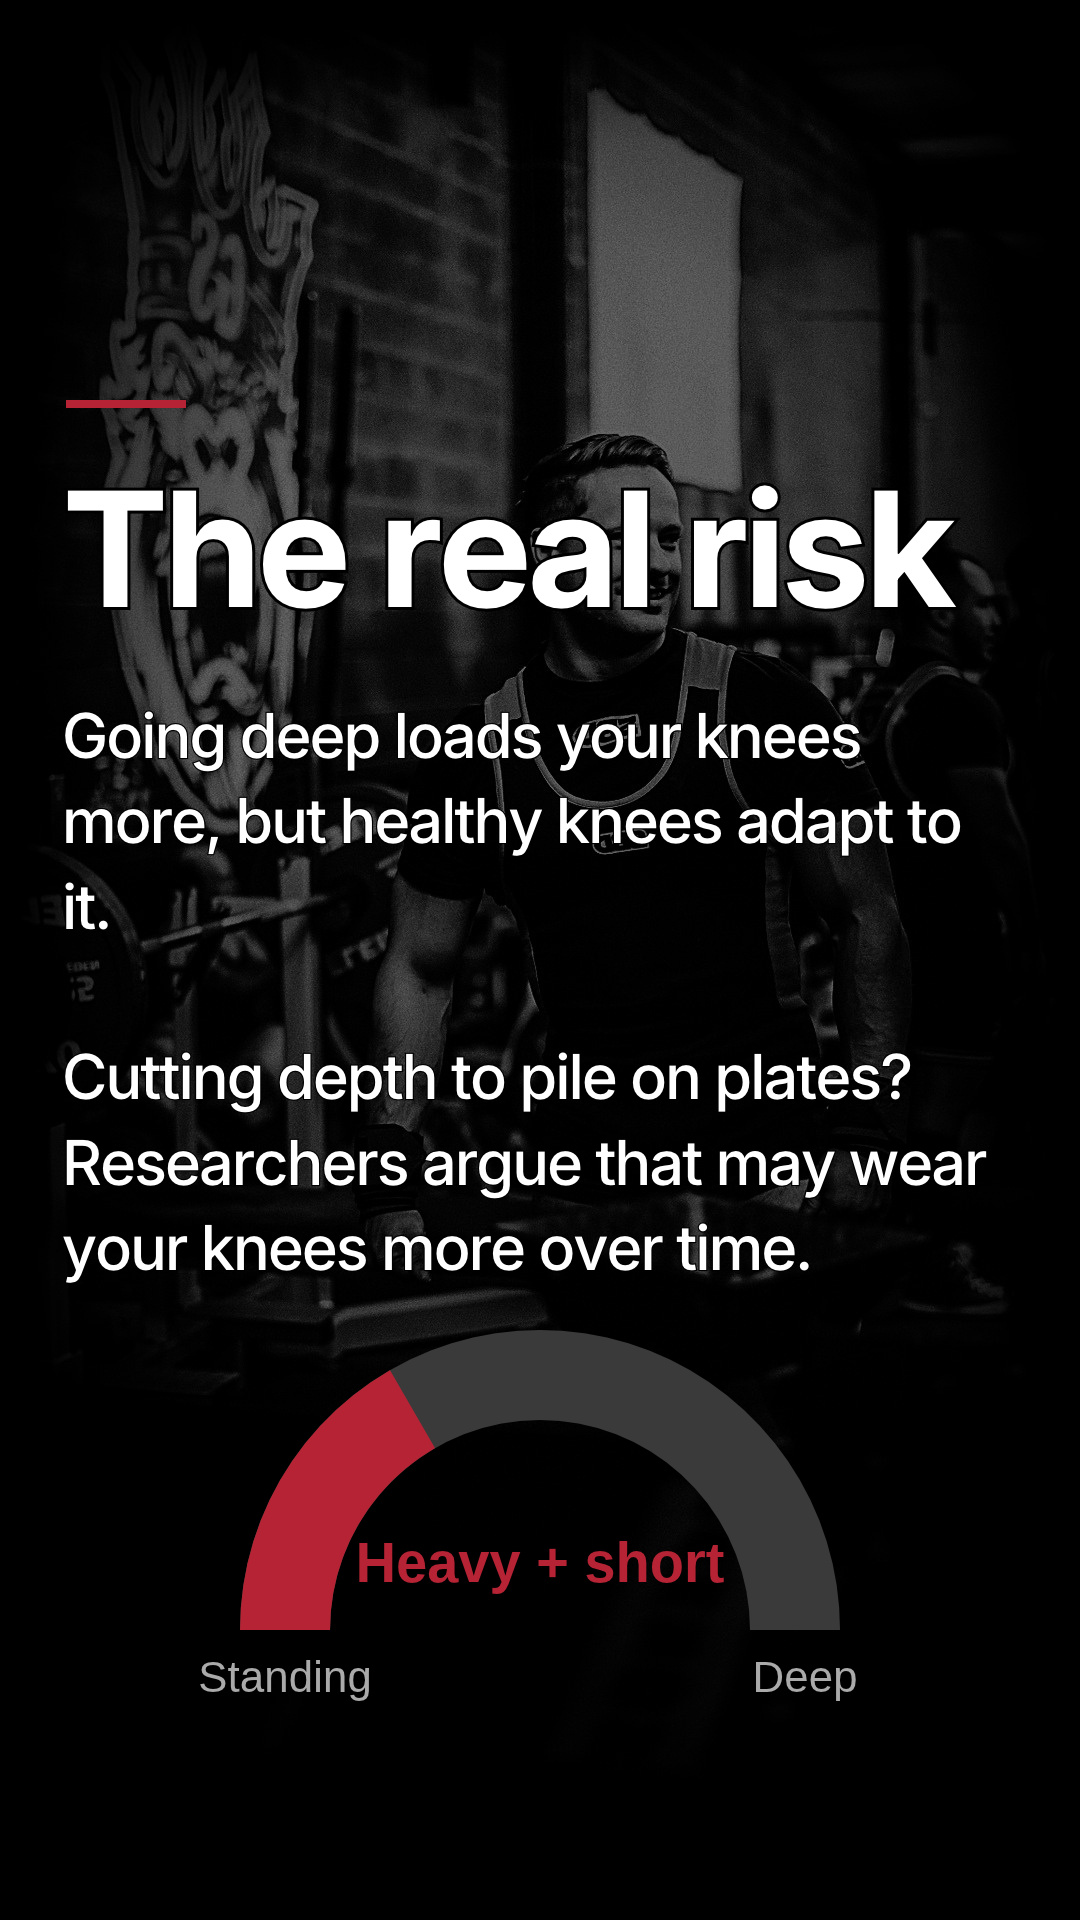 The real risk
Going deep loads your knees
more, but healthy knees adapt to
it.
Cutting depth to pile on plates?
Researchers argue that may wear
your knees more over time.
Heavy + short
Standing
Deep